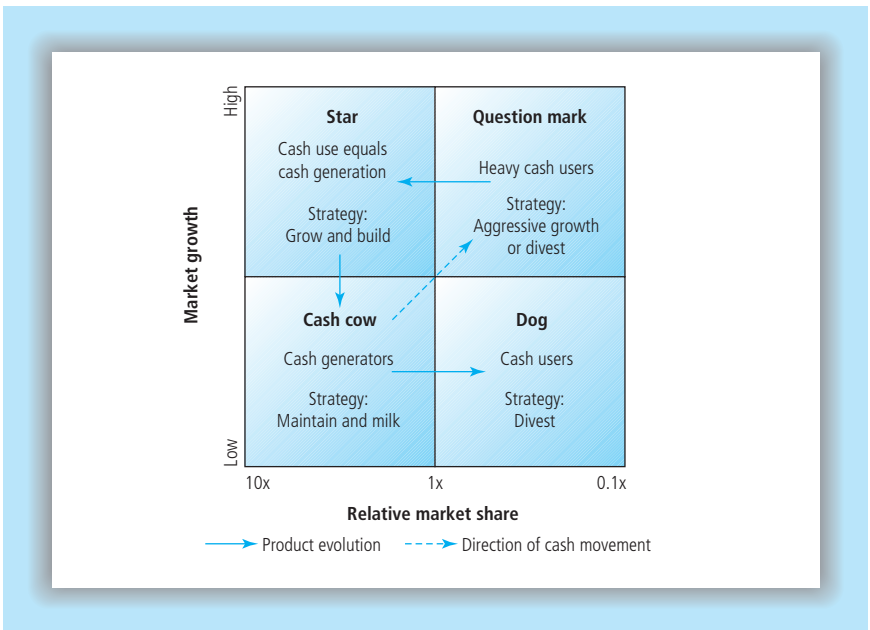 High
Market growth
Low
Star
Cash use equals
cash generation
Strategy:
Grow and build
Question mark
Heavy cash users
Strategy:
Aggressive growth
or divest
Cash cow
Cash generators
Strategy:
Maintain and milk
Dog
Cash users
Strategy:
Divest
10x
1x
0.1x
Relative market share
Product evolution
Direction of cash movement